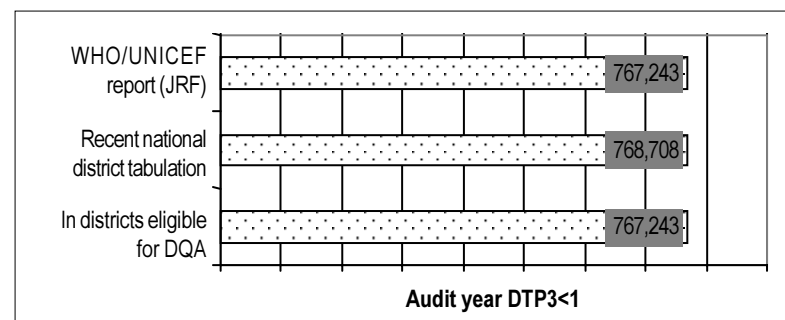 WHO/UNICEF
report (JRF)
767,243
Recent national
district tabulation
768,708
In districts eligible
for DQA
767,243
Audit year DTP3<1